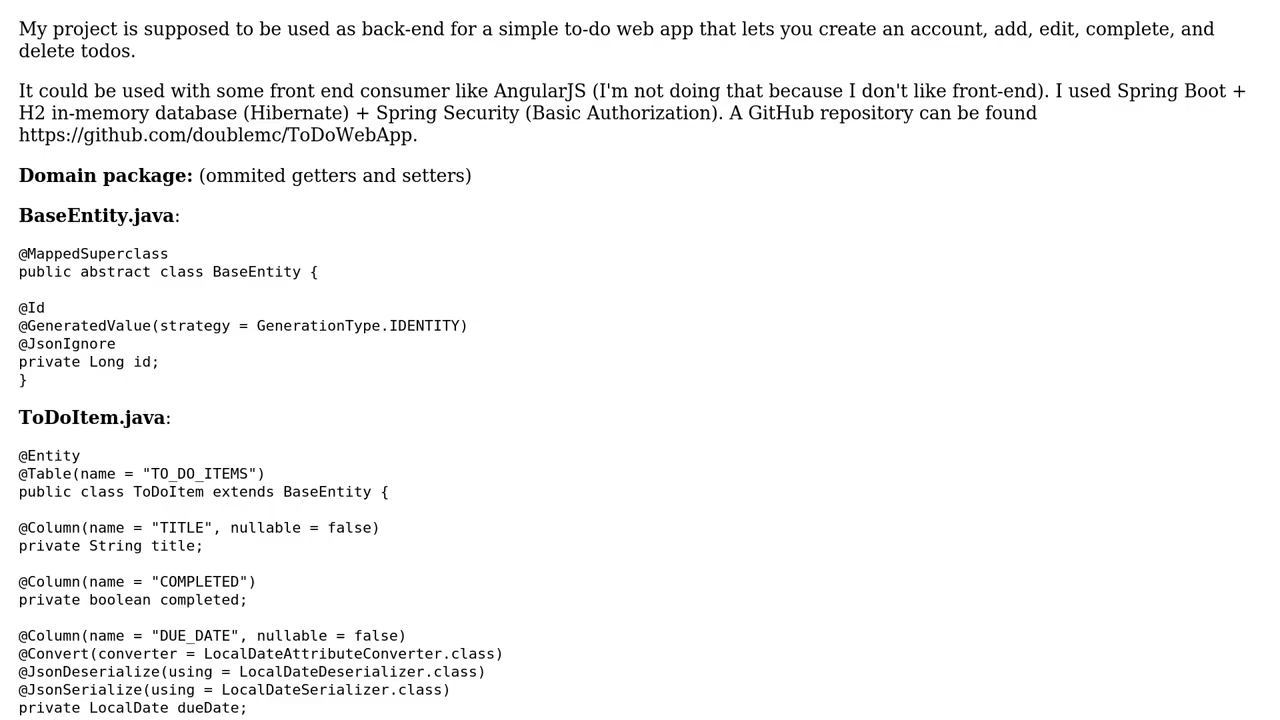 My project is supposed to be used as back-end for a simple to-do web app that lets you create an account, add, edit, complete, and
delete todos.
It could be used with some front end consumer like AngularJS (I'm not doing that because I don't like front-end). I used Spring Boot +
H2 in-memory database (Hibernate) + Spring Security (Basic Authorization). A GitHub repository can be found
https://github.com/doublemc/ToDoWebApp.
Domain package: (ommited getters and setters)
BaseEntity.java:
@MappedSuperclass
public abstract class BaseEntity {
@Id
@GeneratedValue(strategy = GenerationType.IDENTITY)
@JsonIgnore
private Long id;
}
ToDoItem.java:
@Entity
@Table(name = "TO_DO_ITEMS")
public class ToDoItem extends BaseEntity {
@Column(name = "TITLE", nullable = false)
private String title;
@Column(name = "COMPLETED")
private boolean completed;
@Column(name = "DUE_DATE", nullable = false)
@Convert(converter = LocalDateAttributeConverter.class)
@JsonDeserialize(using = LocalDateDeserializer.class)
@JsonSerialize(using = LocalDateSerializer.class)
private LocalDate dueDate;